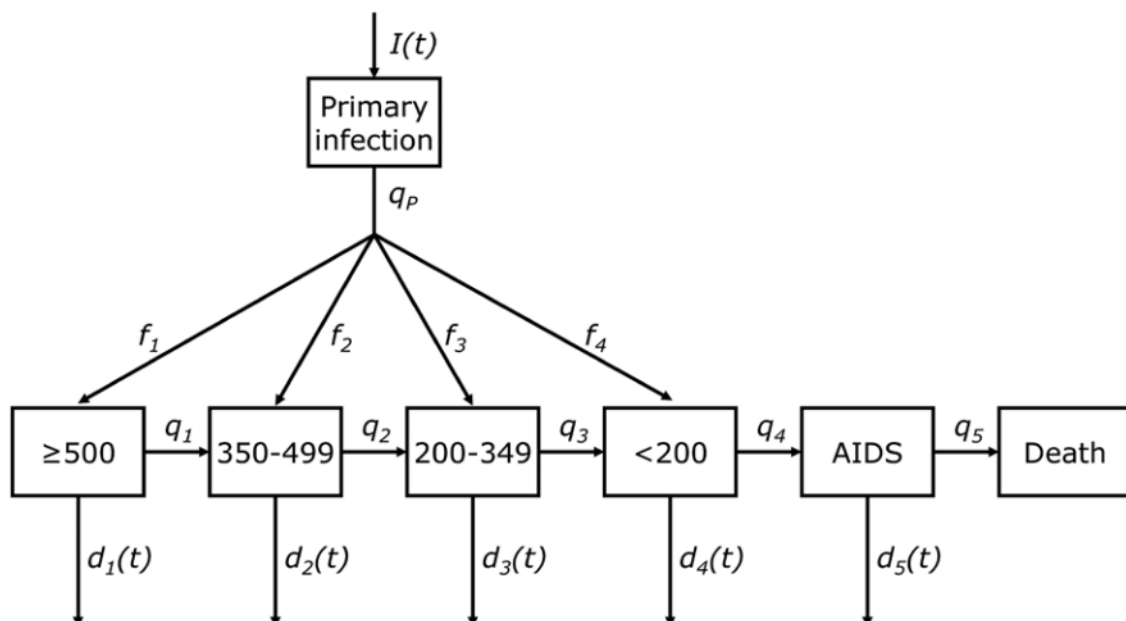 I(t)
Primary
infection
q_P
f_1 f_2 f_3 f_4
≥500 q_1 350-499 q_2 200-349 q_3 <200 q_4 AIDS q_5 Death
d_1(t) d_2(t) d_3(t) d_4(t) d_5(t)